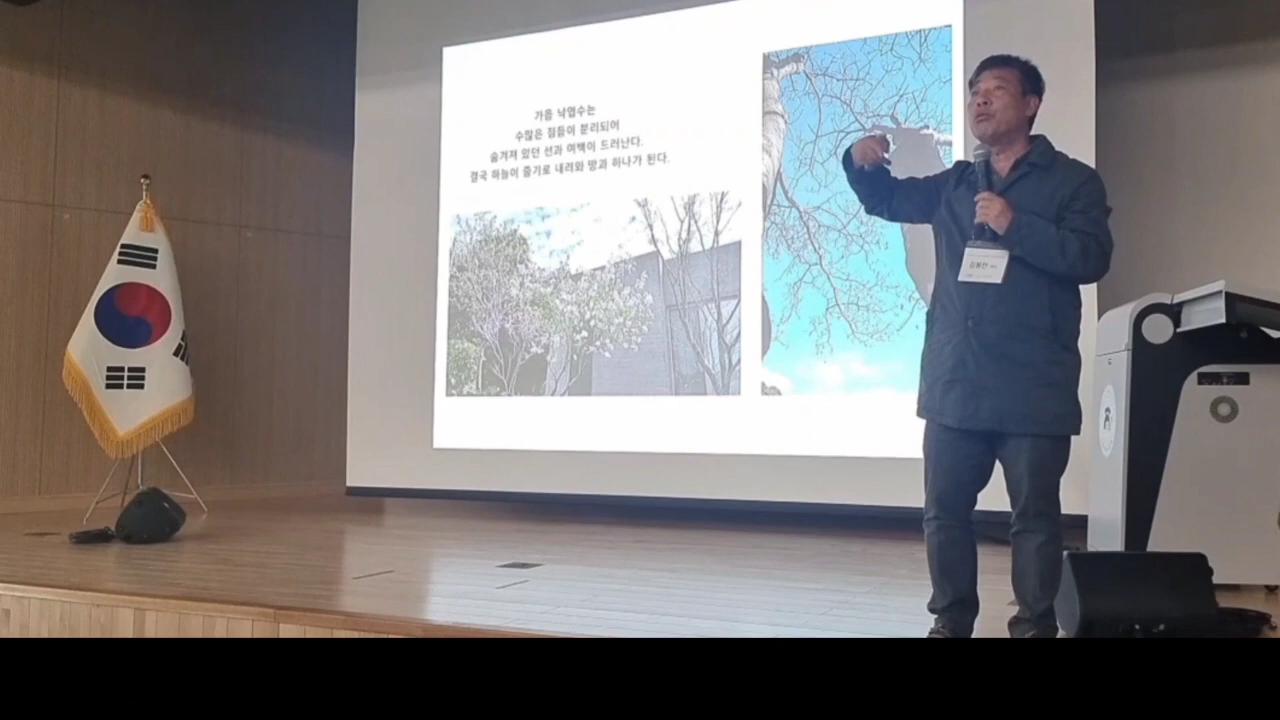 가을 낙엽수는
수많은 점들이 분리되어
숨겨져 있던 선과 여백이 드러난다.
결국 하늘이 줄기로 내려와 땅과 하나가 된다.